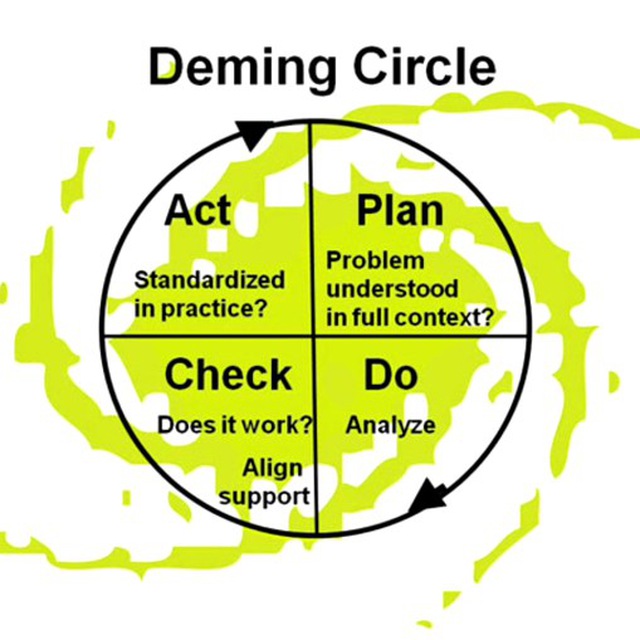 Deming Circle
Act
Plan
Standardized
in practice?
Problem
understood
in full context?
Check
Do
Does it work?
Analyze
Align
support